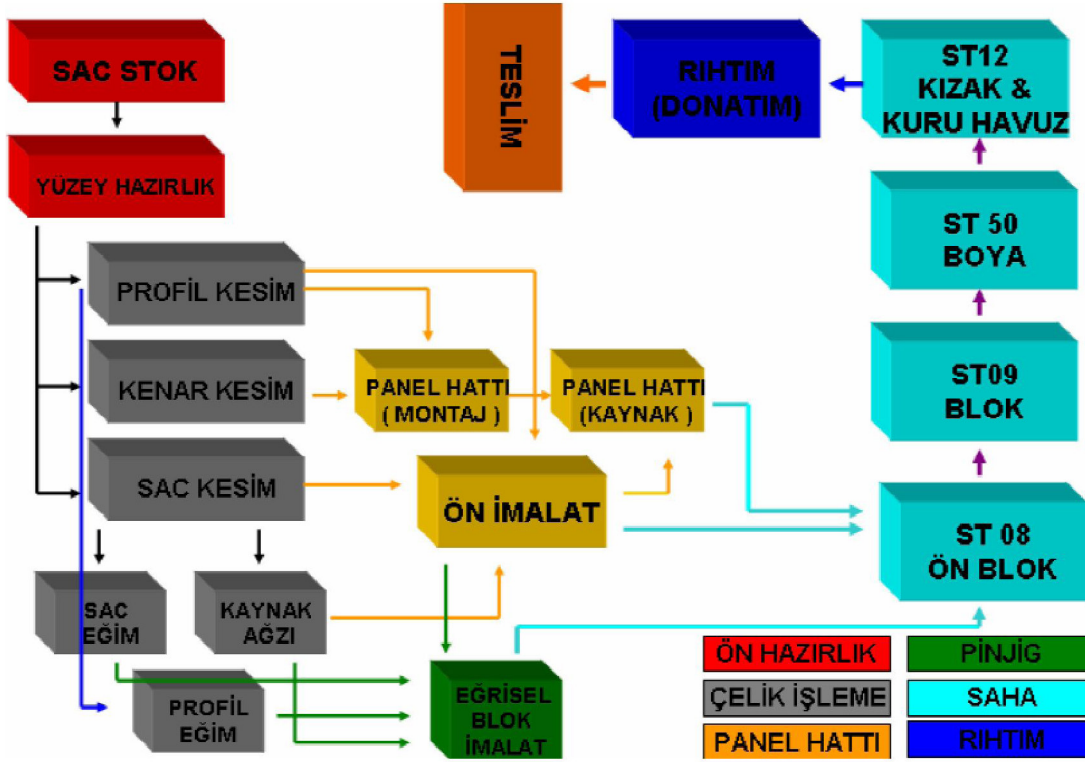 SAC STOK
YÜZEY HAZIRLIK
TESLİM
RIHTIM
(DONATIM)
ST12
KIZAK &
KURU HAVUZ
ST 50
BOYA
PROFİL KESİM
KENAR KESİM
PANEL HATTI
( MONTAJ )
PANEL HATTI
(KAYNAK )
ST09
BLOK
SAC KESİM
ÖN İMALAT
ST 08
ÖN BLOK
SAC
EĞİM
KAYNAK
AĞZI
PROFİL
EĞİM
EĞRİSEL
BLOK
İMALAT
ÖN HAZIRLIK
PİNJİG
ÇELİK İŞLEME
SAHA
PANEL HATTI
RIHTIM